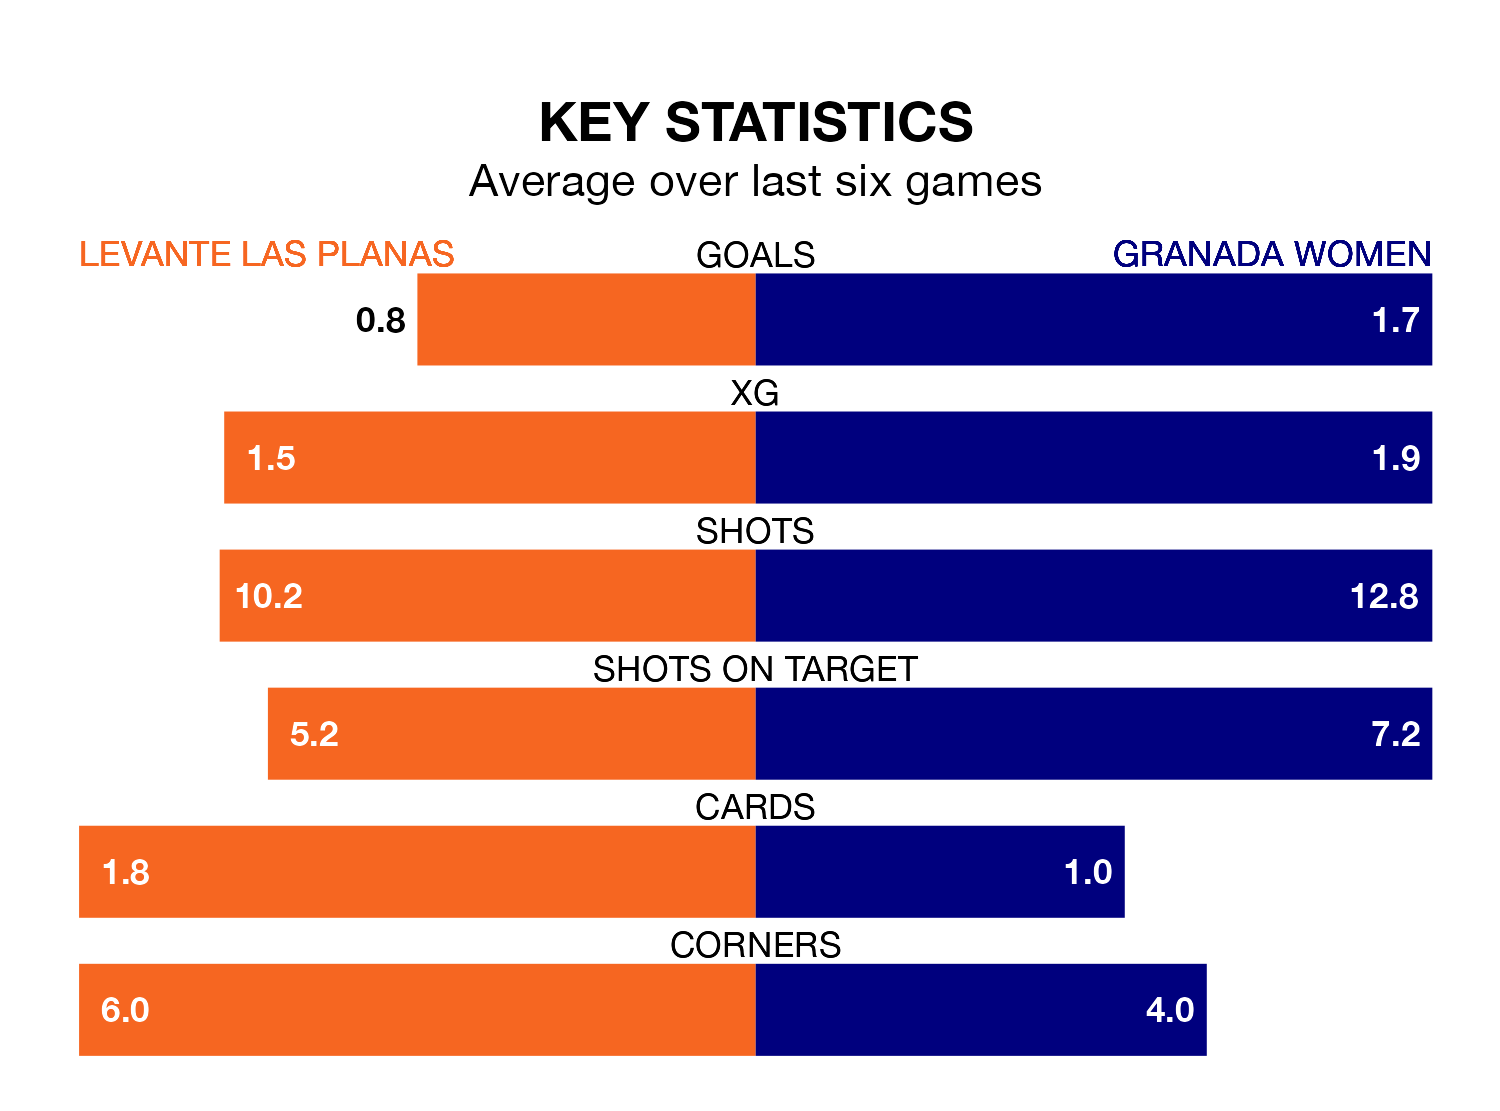 KEY STATISTICS
Average over last six games
LEVANTE LAS PLANAS GOALS GRANADA WOMEN
0.8 1.7
XG
1.5 1.9
SHOTS
10.2 12.8
SHOTS ON TARGET
5.2 7.2
CARDS
1.8 1.0
CORNERS
6.0 4.0